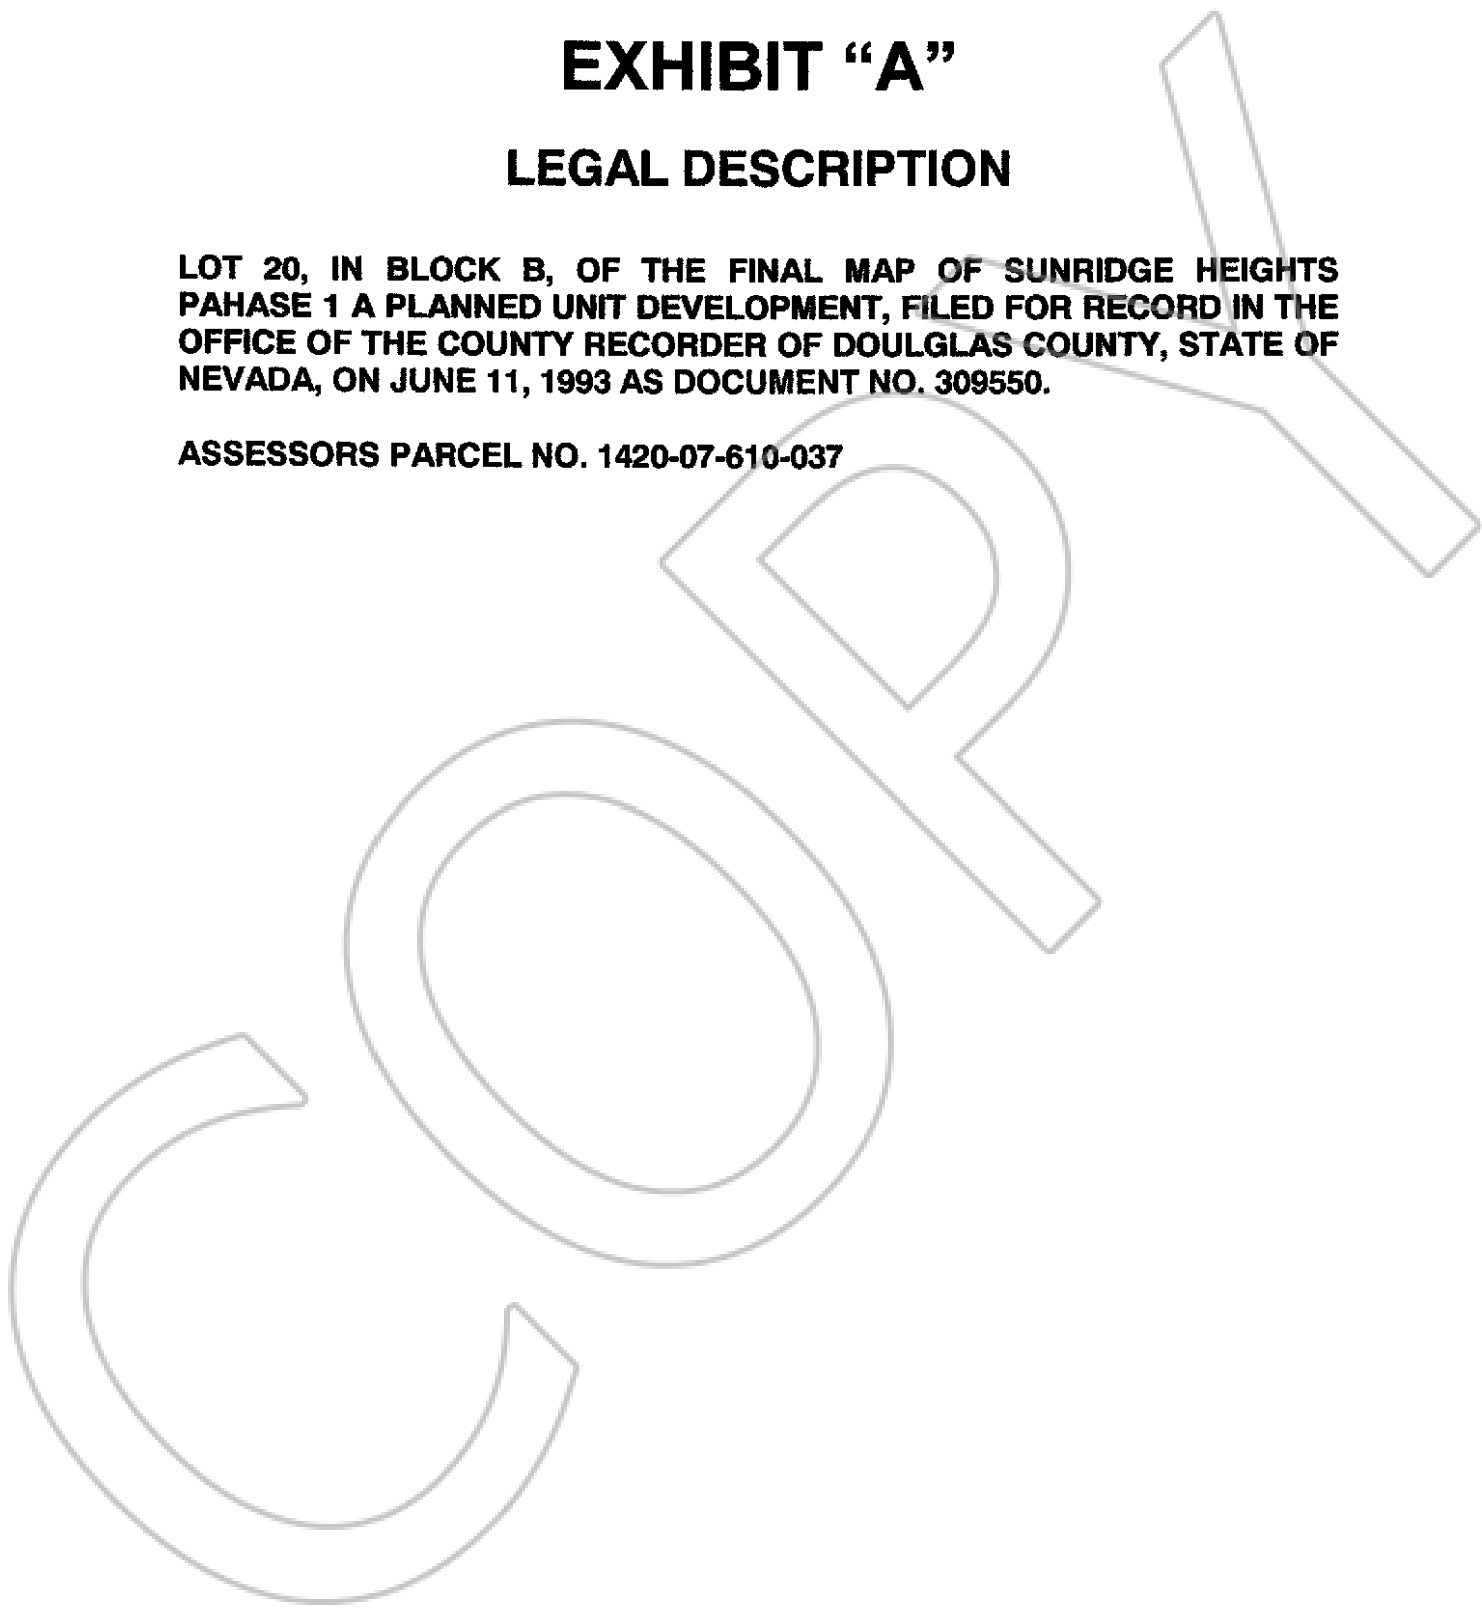 EXHIBIT “A”
LEGAL DESCRIPTION
LOT 20, IN BLOCK B, OF THE FINAL MAP OF SUNRIDGE HEIGHTS
PAHASE 1 A PLANNED UNIT DEVELOPMENT, FILED FOR RECORD IN THE
OFFICE OF THE COUNTY RECORDER OF DOULGLAS COUNTY, STATE OF
NEVADA, ON JUNE 11, 1993 AS DOCUMENT NO. 309550.
ASSESSORS PARCEL NO. 1420-07-610-037
COPY